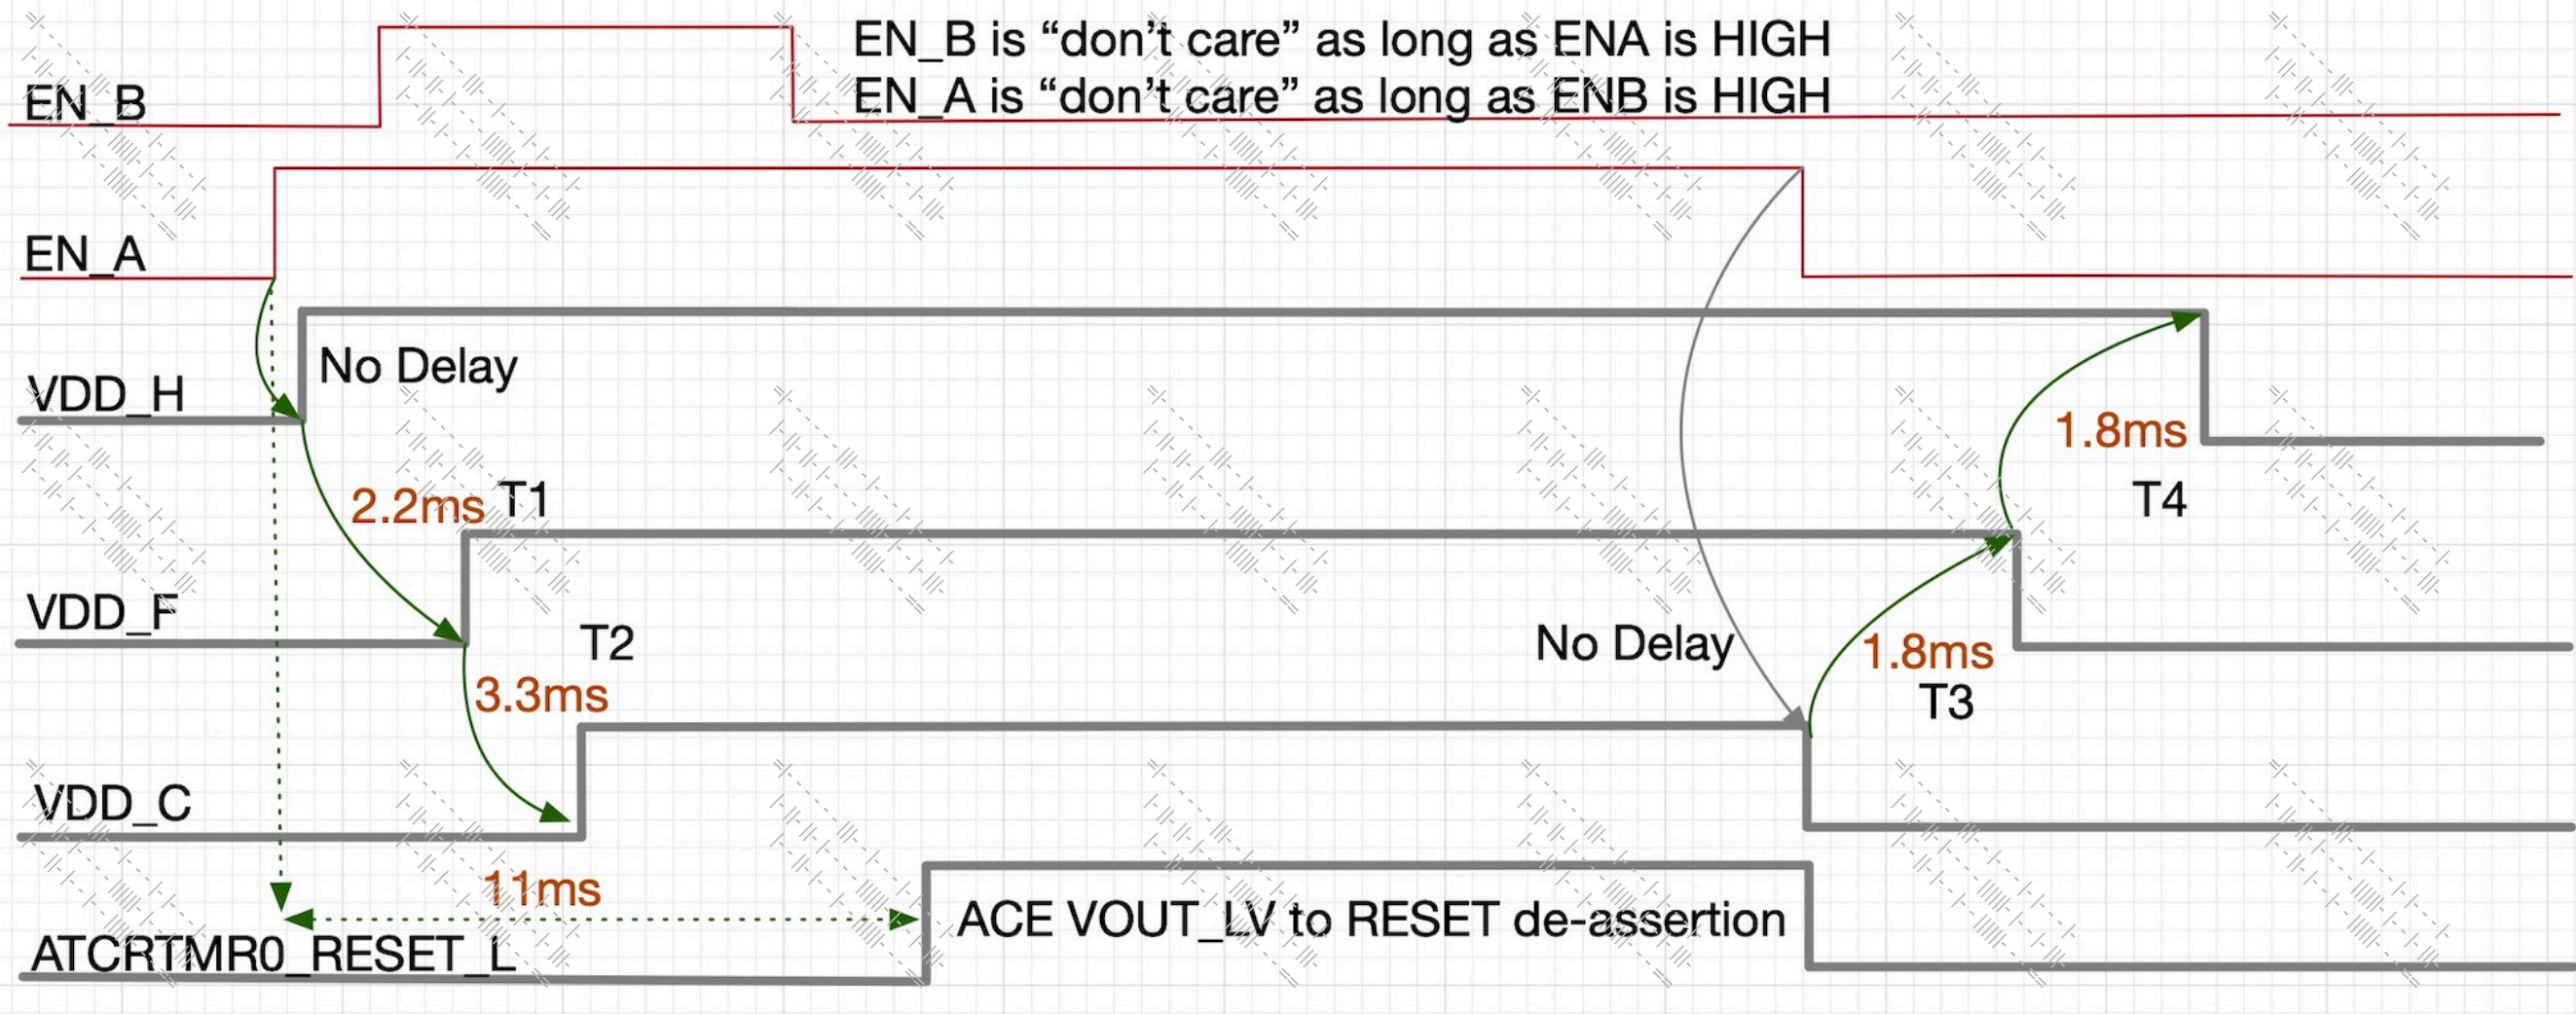 EN_B is “don’t care” as long as ENA is HIGH
EN_A is “don’t care” as long as ENB is HIGH
EN_B
EN_A
No Delay
VDD_H
1.8ms
T4
2.2ms T1
VDD_F
T2
No Delay
1.8ms
3.3ms
T3
VDD_C
11ms
ACE VOUT_LV to RESET de-assertion
ATCRTMR0_RESET_L